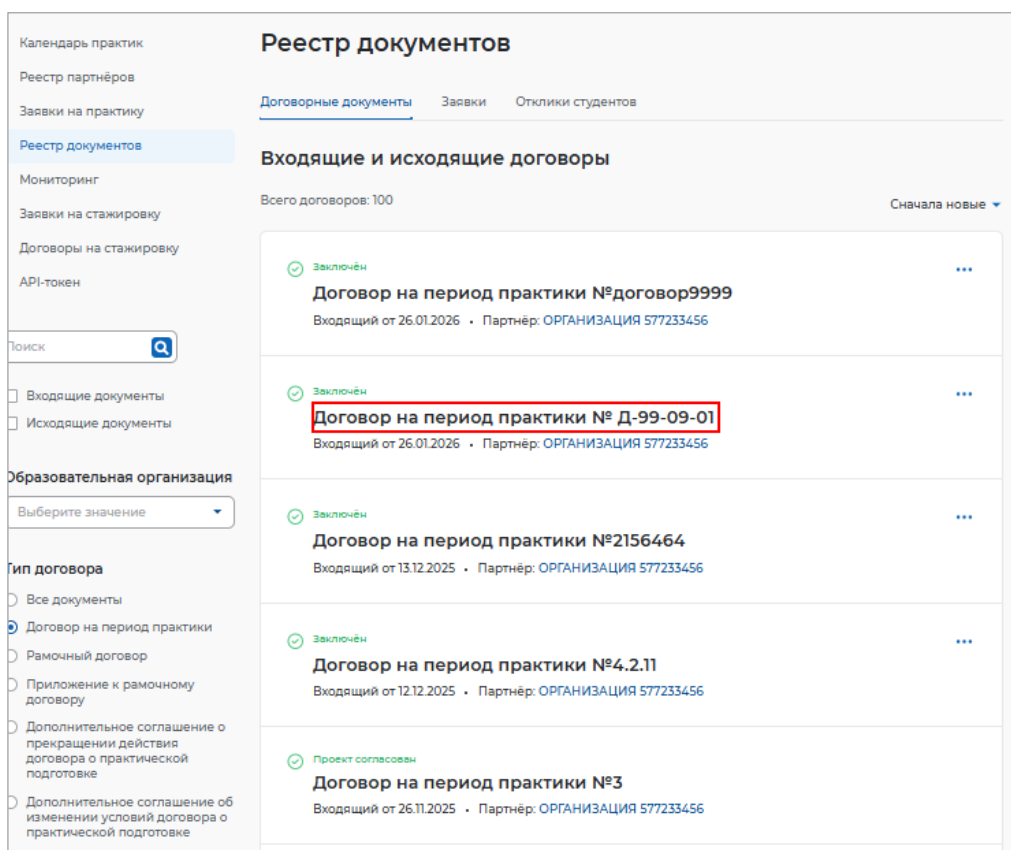 Календарь практик
Реестр партнёров
Заявки на практику
Реестр документов
Мониторинг
Заявки на стажировку
Договоры на стажировку
API-токен
Поиск
Входящие документы
Исходящие документы
Образовательная организация
Выберите значение
Тип договора
Все документы
Договор на период практики
Рамочный договор
Приложение к рамочному
договору
Дополнительное соглашение о
прекращении действия
договора о практической
подготовке
Дополнительное соглашение об
изменении условий договора о
практической подготовке
Реестр документов
Договорные документы Заявки Отклики студентов
Входящие и исходящие договоры
Всего договоров: 100
Сначала новые
Заключён
Договор на период практики №договор9999
Входящий от 26.01.2026 • Партнёр: ОРГАНИЗАЦИЯ 577233456
Заключён
Договор на период практики № Д-99-09-01
Входящий от 26.01.2026 • Партнёр: ОРГАНИЗАЦИЯ 577233456
Заключён
Договор на период практики №2156464
Входящий от 13.12.2025 • Партнёр: ОРГАНИЗАЦИЯ 577233456
Заключён
Договор на период практики №4.2.11
Входящий от 12.12.2025 • Партнёр: ОРГАНИЗАЦИЯ 577233456
Проект согласован
Договор на период практики №3
Входящий от 26.11.2025 • Партнёр: ОРГАНИЗАЦИЯ 577233456